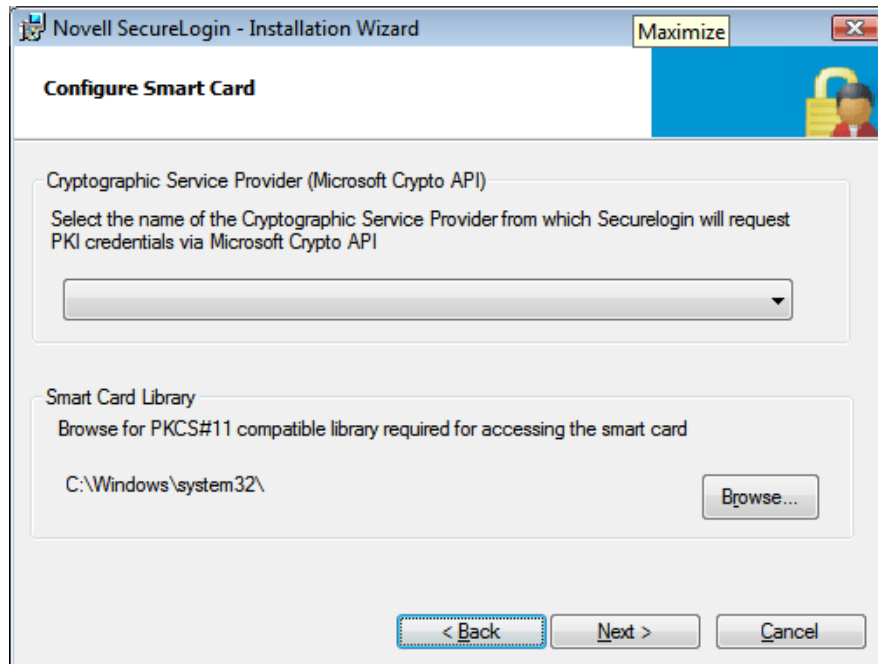 Novell SecureLogin - Installation Wizard
Maximize
Configure Smart Card
Cryptographic Service Provider (Microsoft Crypto API)
Select the name of the Cryptographic Service Provider from which Securelogin will request
PKI credentials via Microsoft Crypto API
Smart Card Library
Browse for PKCS#11 compatible library required for accessing the smart card
C:\Windows\system32\
Browse...
< Back
Next >
Cancel